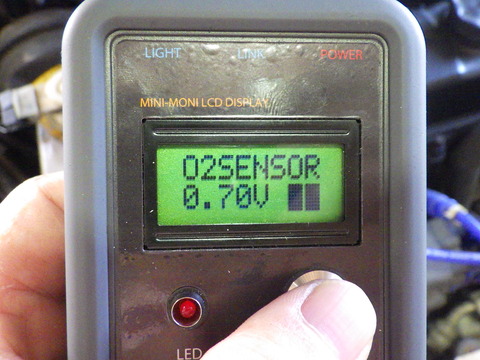 LIGHT LINK POWER
MINI-MONI LCD DISPLAY
O2SENSOR
0.70V
LED